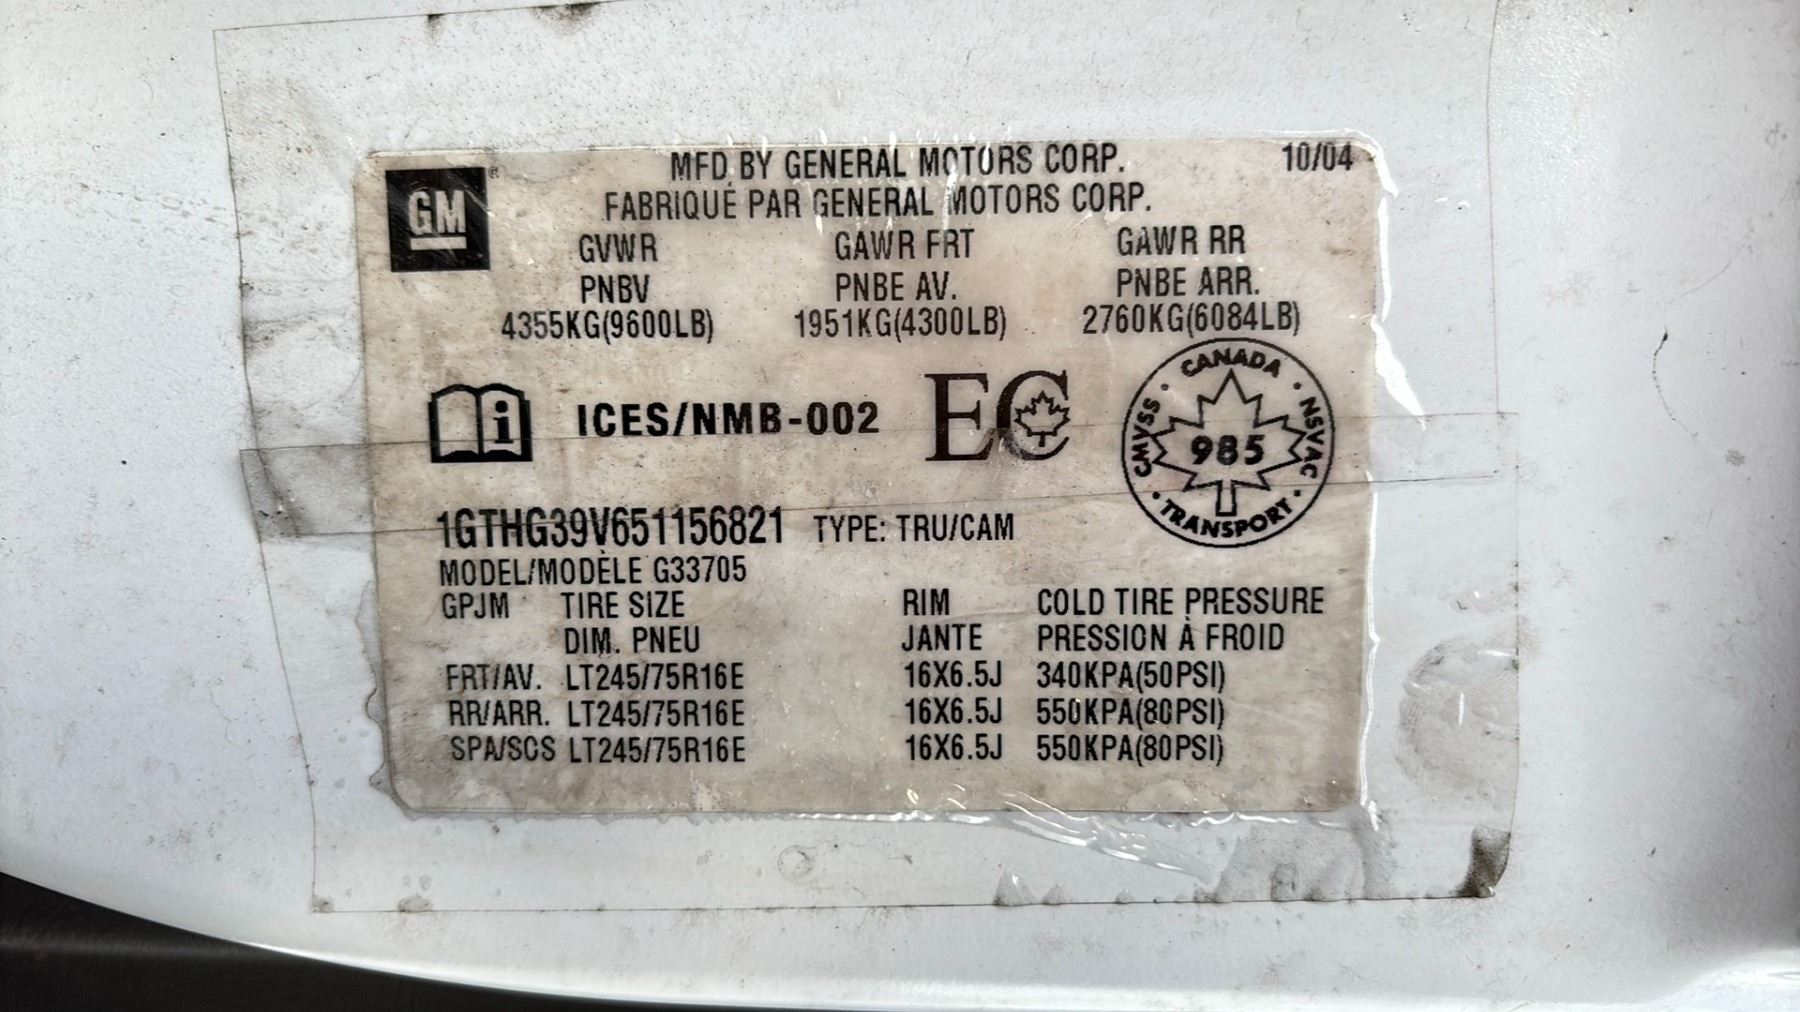 GM
MFD BY GENERAL MOTORS CORP. 10/04
FABRIQUÉ PAR GENERAL MOTORS CORP.
GVWR GAWR FRT GAWR RR
PNBV PNBE AV. PNBE ARR.
4355KG(9600LB) 1951KG(4300LB) 2760KG(6084LB)
i ICES/NMB-002 EC
CANADA
CMVSS 985 NSVAC
TRANSPORT
1GTHG39V651156821 TYPE: TRU/CAM
MODEL/MODÈLE G33705
GPJM TIRE SIZE RIM COLD TIRE PRESSURE
DIM. PNEU JANTE PRESSION À FROID
FRT/AV. LT245/75R16E 16X6.5J 340KPA(50PSI)
RR/ARR. LT245/75R16E 16X6.5J 550KPA(80PSI)
SPA/SCS LT245/75R16E 16X6.5J 550KPA(80PSI)